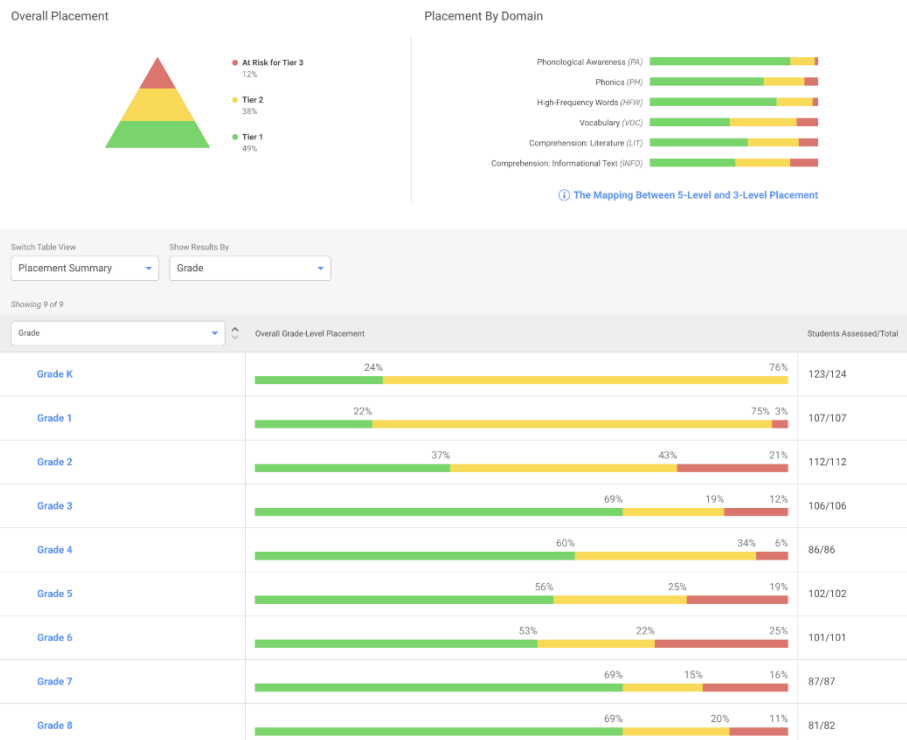 Overall Placement
Placement By Domain
At Risk for Tier 3
12%
Tier 2
38%
Tier 1
49%
Phonological Awareness (PA)
Phonics (PH)
High-Frequency Words (HFW)
Vocabulary (VOC)
Comprehension: Literature (LIT)
Comprehension: Informational Text (INFO)
The Mapping Between 5-Level and 3-Level Placement
Switch Table View
Show Results By
Placement Summary
Grade
Showing 9 of 9
Grade
Overall Grade-Level Placement
Students Assessed/Total
Grade K 24% 76% 123/124
Grade 1 22% 75% 3% 107/107
Grade 2 37% 43% 21% 112/112
Grade 3 69% 19% 12% 106/106
Grade 4 60% 34% 6% 86/86
Grade 5 56% 25% 19% 102/102
Grade 6 53% 22% 25% 101/101
Grade 7 69% 15% 16% 87/87
Grade 8 69% 20% 11% 81/82